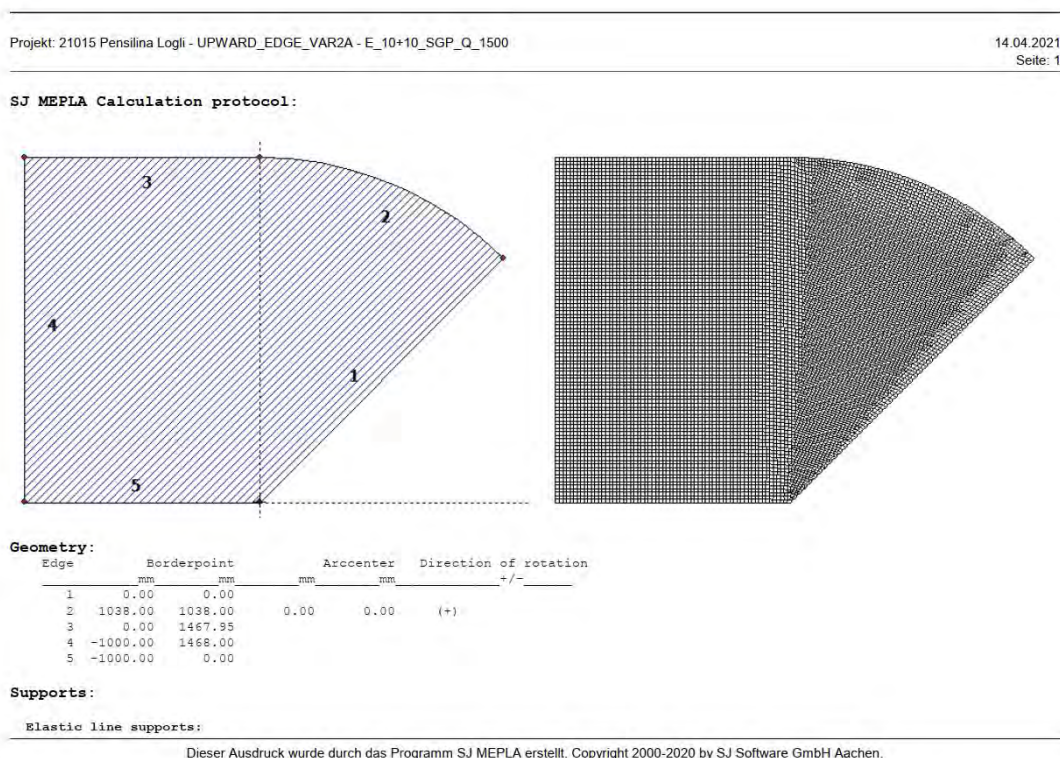 Projekt: 21015 Pensilina Logli - UPWARD_EDGE_VAR2A - E_10+10_SGP_Q_1500
14.04.2021
Seite: 1
SJ MEPLA Calculation protocol:
3
2
4
1
5
Geometry:
Edge Borderpoint Arccenter Direction of rotation
mm mm mm mm +/-
1 0.00 0.00
2 1038.00 1038.00 0.00 0.00 (+)
3 0.00 1467.95
4 -1000.00 1468.00
5 -1000.00 0.00
Supports:
Elastic line supports:
Dieser Ausdruck wurde durch das Programm SJ MEPLA erstellt. Copyright 2000-2020 by SJ Software GmbH Aachen.